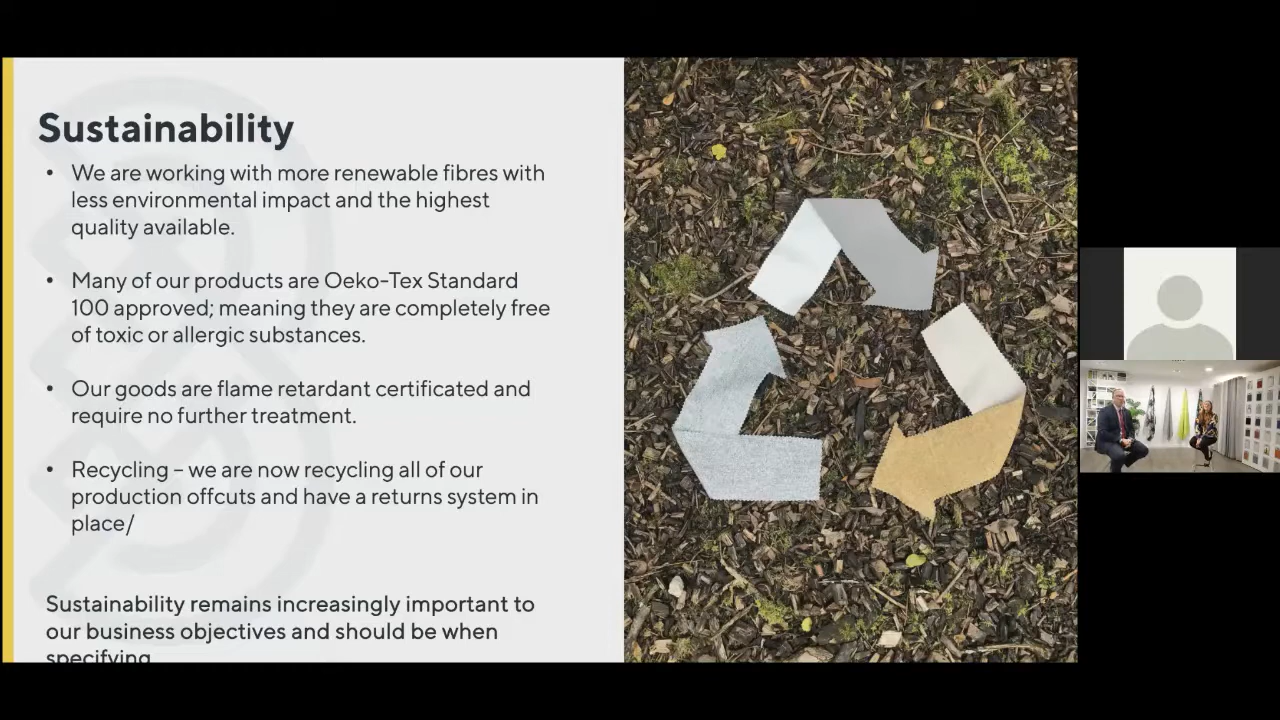 Sustainability
• We are working with more renewable fibres with
less environmental impact and the highest
quality available.
• Many of our products are Oeko-Tex Standard
100 approved; meaning they are completely free
of toxic or allergic substances.
• Our goods are flame retardant certificated and
require no further treatment.
• Recycling – we are now recycling all of our
production offcuts and have a returns system in
place/
Sustainability remains increasingly important to
our business objectives and should be when
specifying